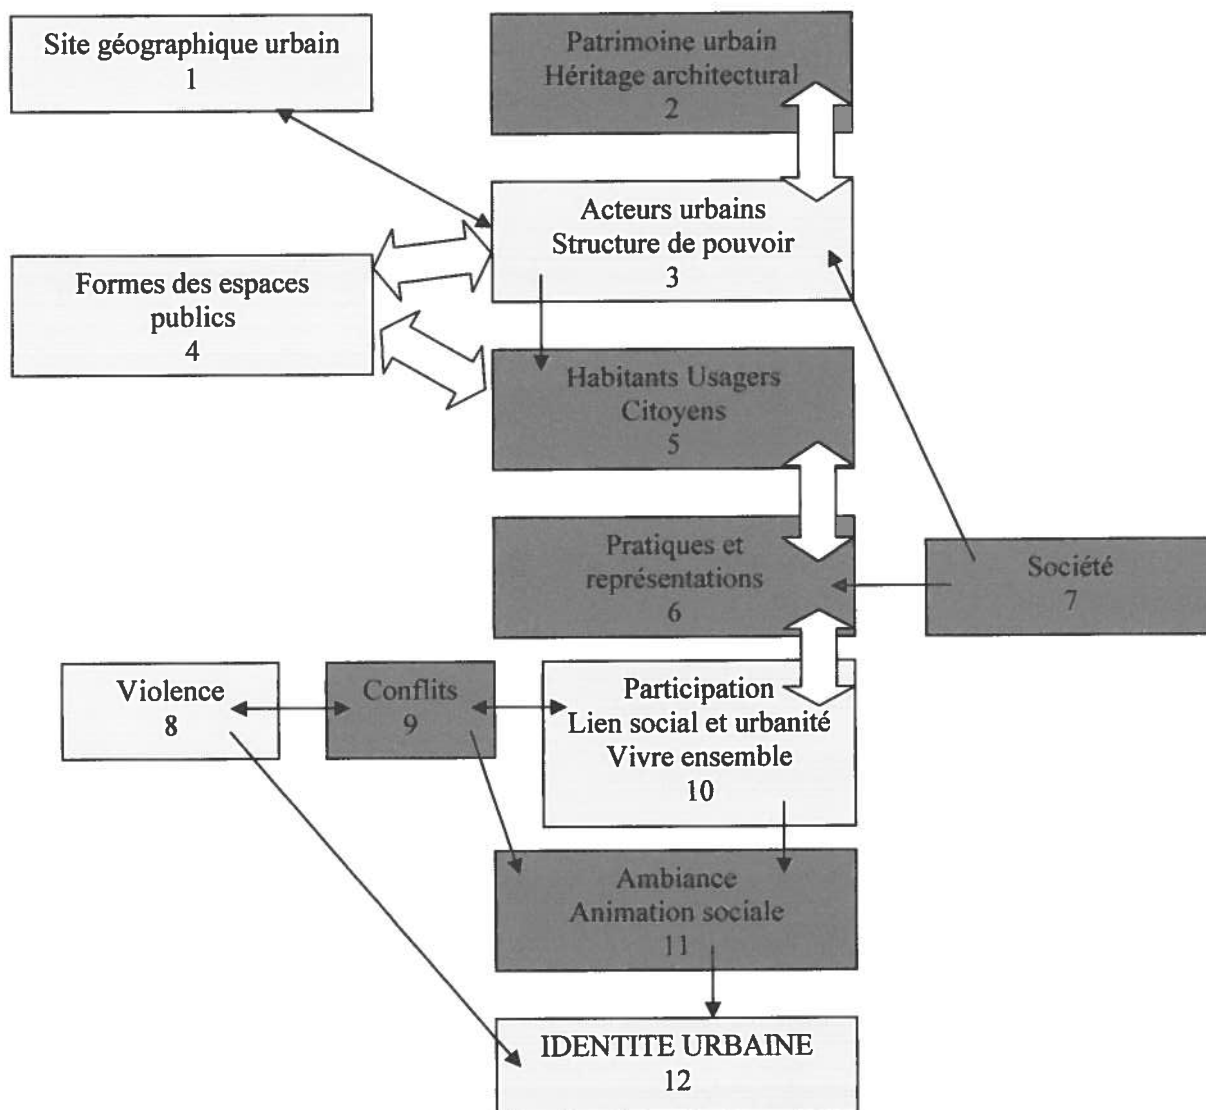 Site géographique urbain
1
Patrimoine urbain
Héritage architectural
2
Acteurs urbains
Structure de pouvoir
3
Formes des espaces
publics
4
Habitants Usagers
Citoyens
5
Pratiques et
représentations
6
Société
7
Violence
8
Conflits
9
Participation
Lien social et urbanité
Vivre ensemble
10
Ambiance
Animation sociale
11
IDENTITE URBAINE
12